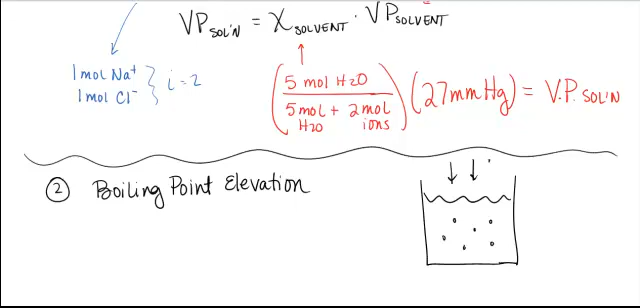 VP SOL'N = X SOLVENT · VP SOLVENT
1 mol Na+
1 mol Cl- } i = 2
( 5 mol H2O / 5 mol H2O + 2 mol ions ) (27 mm Hg) = V.P. SOL'N
② Boiling Point Elevation